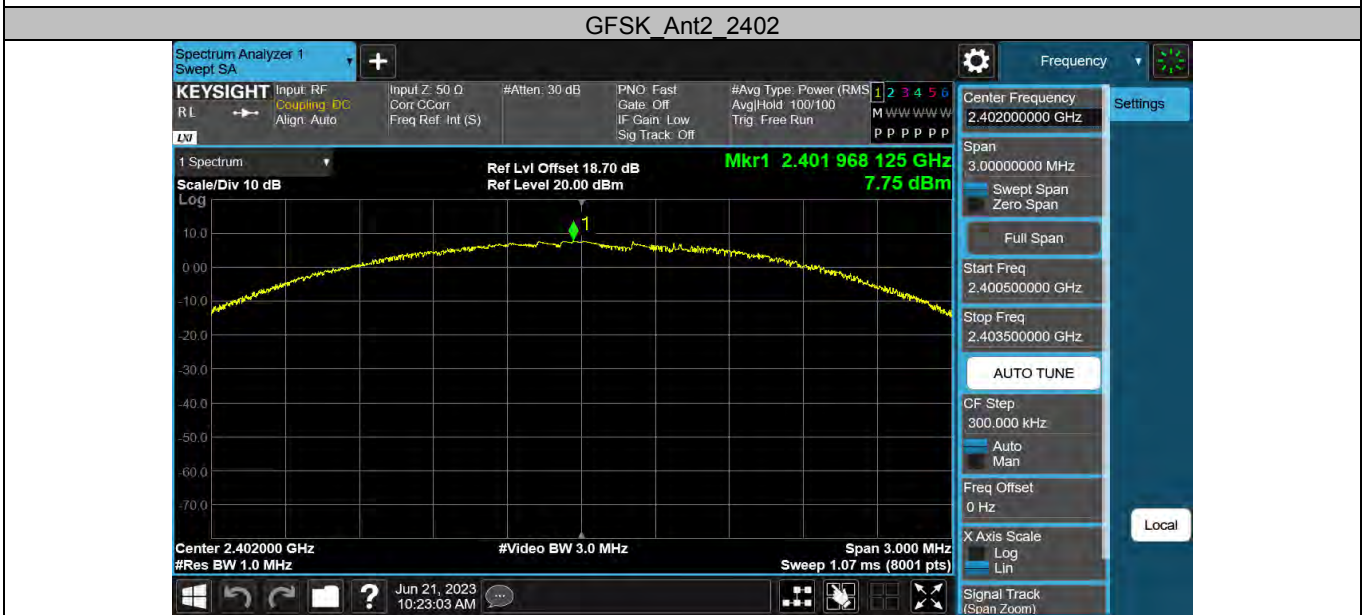 GFSK_Ant2_2402
Spectrum Analyzer 1
Swept SA
Frequency
KEYSIGHT
RL
LXI
Input: RF
Coupling: DC
Align: Auto
Input Z: 50 Ω
Corr CCorr
Freq Ref: Int (S)
#Atten: 30 dB
PNO: Fast
Gate: Off
IF Gain: Low
Sig Track: Off
#Avg Type: Power (RMS
Avg|Hold: 100/100
Trig: Free Run
1 2 3 4 5 6
M W W W W W
P P P P P P
1 Spectrum
Scale/Div 10 dB
Ref Lvl Offset 18.70 dB
Ref Level 20.00 dBm
Mkr1 2.401 968 125 GHz
7.75 dBm
Log
1
10.0
0.00
-10.0
-20.0
-30.0
-40.0
-50.0
-60.0
-70.0
Center 2.402000 GHz
#Res BW 1.0 MHz
#Video BW 3.0 MHz
Span 3.000 MHz
Sweep 1.07 ms (8001 pts)
Jun 21, 2023
10:23:03 AM
Center Frequency
2.402000000 GHz
Span
3.00000000 MHz
Swept Span
Zero Span
Full Span
Start Freq
2.400500000 GHz
Stop Freq
2.403500000 GHz
AUTO TUNE
CF Step
300.000 kHz
Auto
Man
Freq Offset
0 Hz
X Axis Scale
Log
Lin
Signal Track
(Span Zoom)
Settings
Local